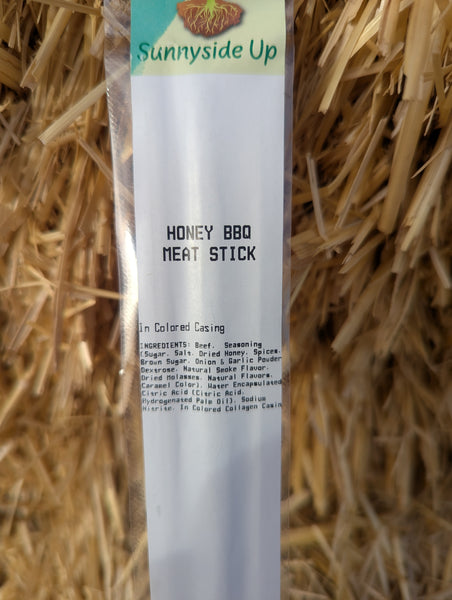 Sunnyside Up
HONEY BBQ
MEAT STICK
In Colored Casing
INGREDIENTS: Beef, Seasoning
(Sugar, Salt, Dried Honey, Spices,
Brown Sugar, Onion & Garlic Powder
Dextrose, Natural Smoke Flavor,
Dried Molasses, Natural Flavors,
Caramel Color), Water Encapsulated
Citric Acid (Citric Acid,
Hydrogenated Palm Oil), Sodium
Nitrite. In Colored Collagen Casin